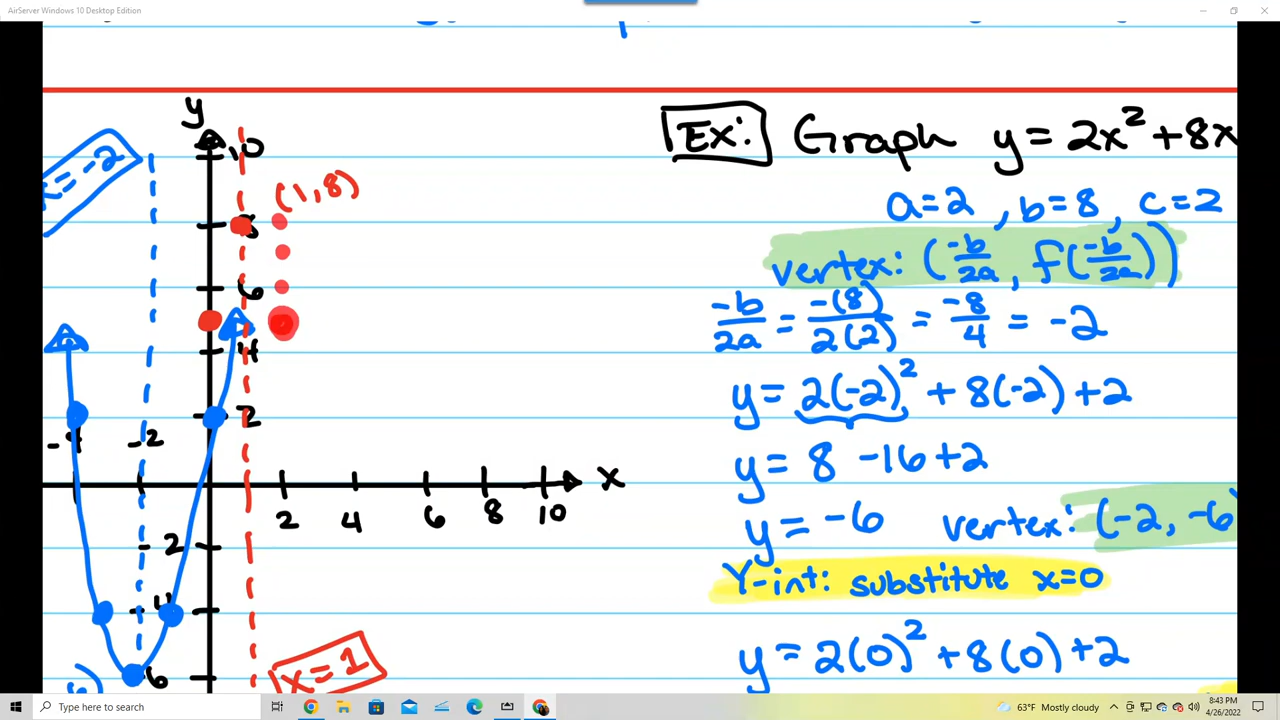 AirServer Windows 10 Desktop Edition
y
10
x=-2
(1,8)
8
6
4
2
-4 -2
x
2 4 6 8 10
2
4
6
x=1
Ex: Graph y = 2x² + 8x
a=2, b=8, c=2
vertex: (-b/2a, f(-b/2a))
-b/2a = -(8)/2(2) = -8/4 = -2
y = 2(-2)² + 8(-2) + 2
y = 8 -16 +2
y = -6 vertex: (-2, -6)
Y-int: substitute x=0
y = 2(0)² + 8(0) + 2
Type here to search
63°F Mostly cloudy
8:43 PM
4/26/2022